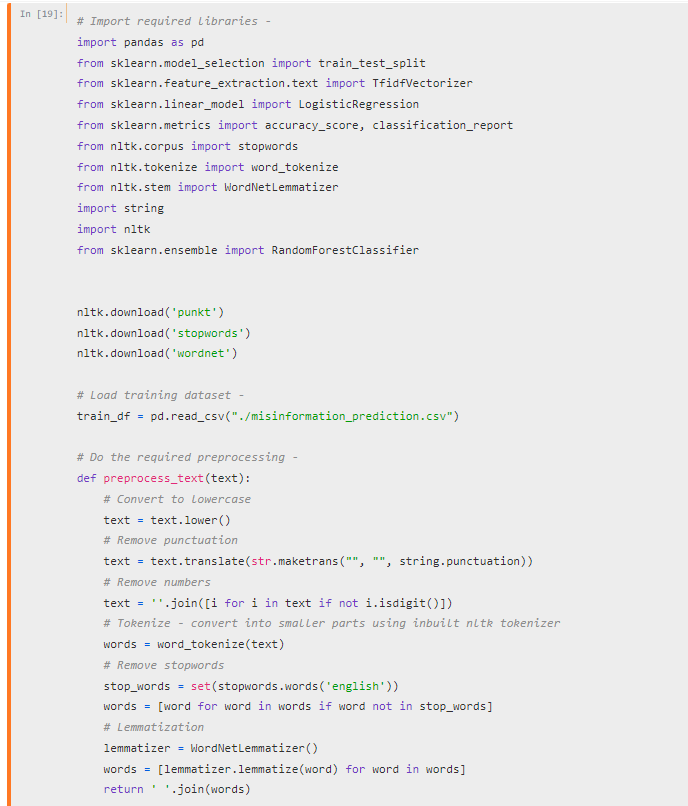 In [19]:
# Import required libraries -
import pandas as pd
from sklearn.model_selection import train_test_split
from sklearn.feature_extraction.text import TfidfVectorizer
from sklearn.linear_model import LogisticRegression
from sklearn.metrics import accuracy_score, classification_report
from nltk.corpus import stopwords
from nltk.tokenize import word_tokenize
from nltk.stem import WordNetLemmatizer
import string
import nltk
from sklearn.ensemble import RandomForestClassifier


nltk.download('punkt')
nltk.download('stopwords')
nltk.download('wordnet')

# Load training dataset -
train_df = pd.read_csv("./misinformation_prediction.csv")

# Do the required preprocessing -
def preprocess_text(text):
    # Convert to lowercase
    text = text.lower()
    # Remove punctuation
    text = text.translate(str.maketrans("", "", string.punctuation))
    # Remove numbers
    text = ''.join([i for i in text if not i.isdigit()])
    # Tokenize - convert into smaller parts using inbuilt nltk tokenizer
    words = word_tokenize(text)
    # Remove stopwords
    stop_words = set(stopwords.words('english'))
    words = [word for word in words if word not in stop_words]
    # Lemmatization
    lemmatizer = WordNetLemmatizer()
    words = [lemmatizer.lemmatize(word) for word in words]
    return ' '.join(words)